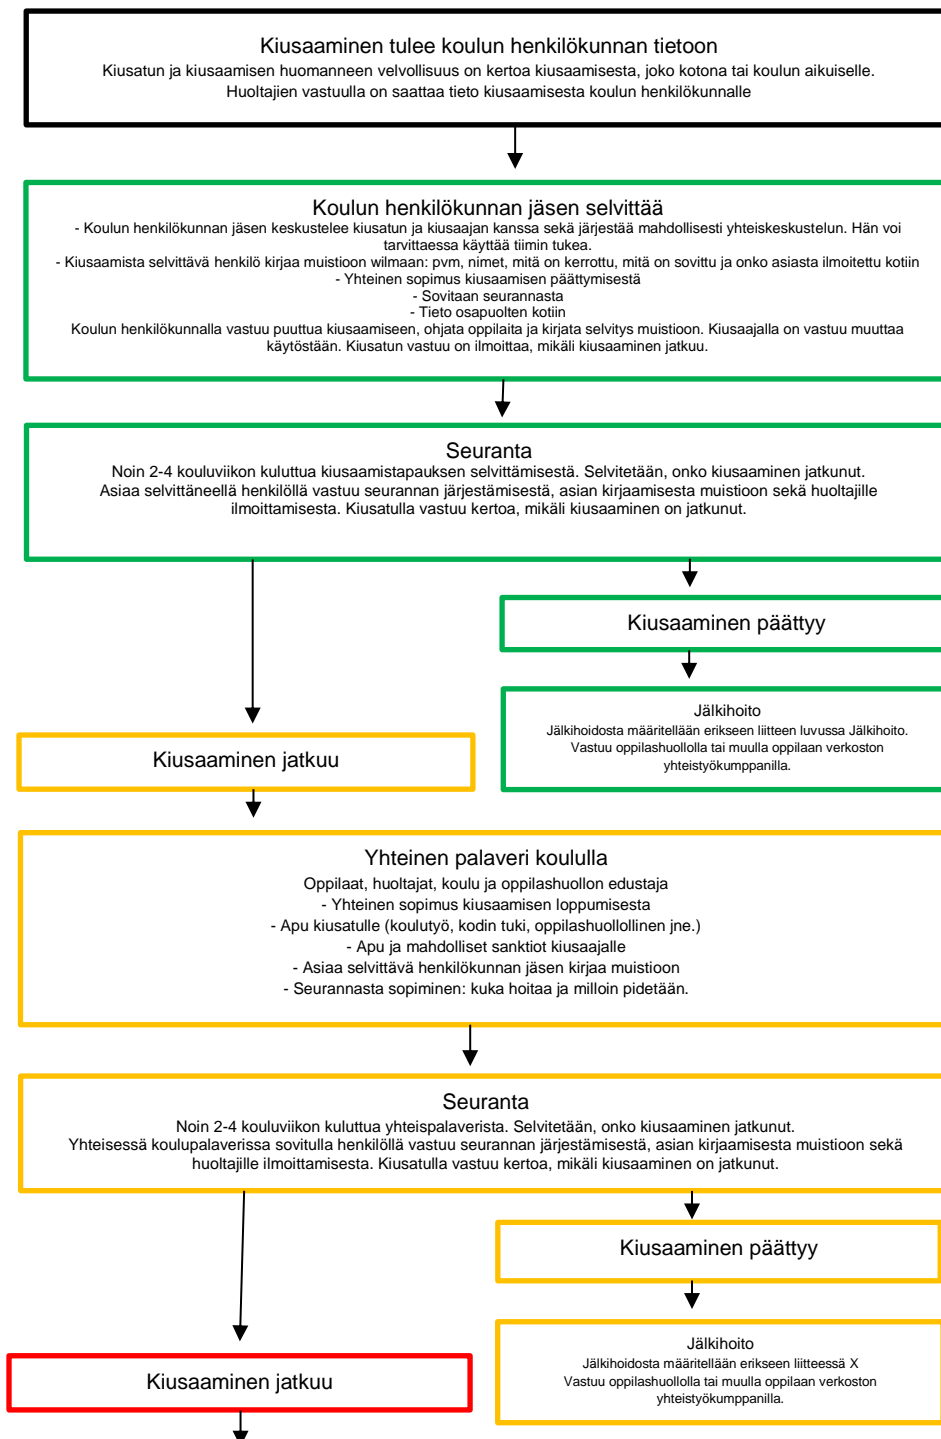 Kiusaaminen tulee koulun henkilökunnan tietoon
Kiusatun ja kiusaamisen huomanneen velvollisuus on kertoa kiusaamisesta, joko kotona tai koulun aikuiselle.
Huoltajien vastuulla on saattaa tieto kiusaamisesta koulun henkilökunnalle
Koulun henkilökunnan jäsen selvittää
- Koulun henkilökunnan jäsen keskustelee kiusatun ja kiusaajan kanssa sekä järjestää mahdollisesti yhteiskeskustelun. Hän voi
tarvittaessa käyttää tiimin tukea.
- Kiusaamista selvittävä henkilö kirjaa muistioon wilmaan: pvm, nimet, mitä on kerrottu, mitä on sovittu ja onko asiasta ilmoitettu kotiin
- Yhteinen sopimus kiusaamisen päättymisestä
- Sovitaan seurannasta
- Tieto osapuolten kotiin
Koulun henkilökunnalla vastuu puuttua kiusaamiseen, ohjata oppilaita ja kirjata selvitys muistioon. Kiusaajalla on vastuu muuttaa
käytöstään. Kiusatun vastuu on ilmoittaa, mikäli kiusaaminen jatkuu.
Seuranta
Noin 2-4 kouluviikon kuluttua kiusaamistapauksen selvittämisestä. Selvitetään, onko kiusaaminen jatkunut.
Asiaa selvittäneellä henkilöllä vastuu seurannan järjestämisestä, asian kirjaamisesta muistioon sekä huoltajille
ilmoittamisesta. Kiusatulla vastuu kertoa, mikäli kiusaaminen on jatkunut.
Kiusaaminen päättyy
Jälkihoito
Jälkihoidosta määritellään erikseen liitteen luvussa Jälkihoito.
Vastuu oppilashuollolla tai muulla oppilaan verkoston
yhteistyökumppanilla.
Kiusaaminen jatkuu
Yhteinen palaveri koululla
Oppilaat, huoltajat, koulu ja oppilashuollon edustaja
- Yhteinen sopimus kiusaamisen loppumisesta
- Apu kiusatulle (koulutyö, kodin tuki, oppilashuollollinen jne.)
- Apu ja mahdolliset sanktiot kiusaajalle
- Asiaa selvittävä henkilökunnan jäsen kirjaa muistioon
- Seurannasta sopiminen: kuka hoitaa ja milloin pidetään.
Seuranta
Noin 2-4 kouluviikon kuluttua yhteispalaverista. Selvitetään, onko kiusaaminen jatkunut.
Yhteisessä koulupalaverissa sovitulla henkilöllä vastuu seurannan järjestämisestä, asian kirjaamisesta muistioon sekä
huoltajille ilmoittamisesta. Kiusatulla vastuu kertoa, mikäli kiusaaminen on jatkunut.
Kiusaaminen päättyy
Jälkihoito
Jälkihoidosta määritellään erikseen liitteessä X
Vastuu oppilashuollolla tai muulla oppilaan verkoston
yhteistyökumppanilla.
Kiusaaminen jatkuu